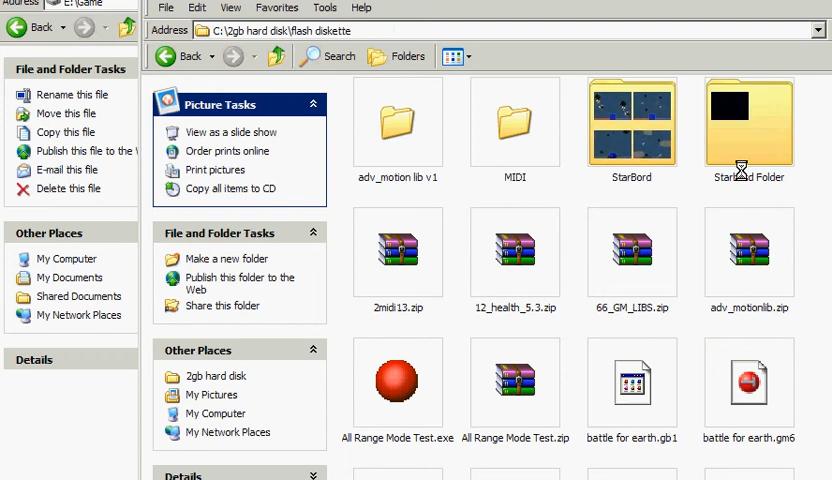 Address E:\Game
Back
File and Folder Tasks
Rename this file
Move this file
Copy this file
Publish this file to the
E-mail this file
Delete this file
Other Places
My Computer
My Documents
Shared Documents
My Network Places
Details
File Edit View Favorites Tools Help
Address C:\2gb hard disk\flash diskette
Back Search Folders
Picture Tasks
View as a slide show
Order prints online
Print pictures
Copy all items to CD
File and Folder Tasks
Make a new folder
Publish this folder to the
Web
Share this folder
Other Places
2gb hard disk
My Pictures
My Computer
My Network Places
Details
adv_motion lib v1 MIDI StarBord Folder
2midi13.zip 12_health_5.3.zip 66_GM_LIBS.zip adv_motionlib.zip
All Range Mode Test.exe All Range Mode Test.zip battle for earth.gb1 battle for earth.gm6